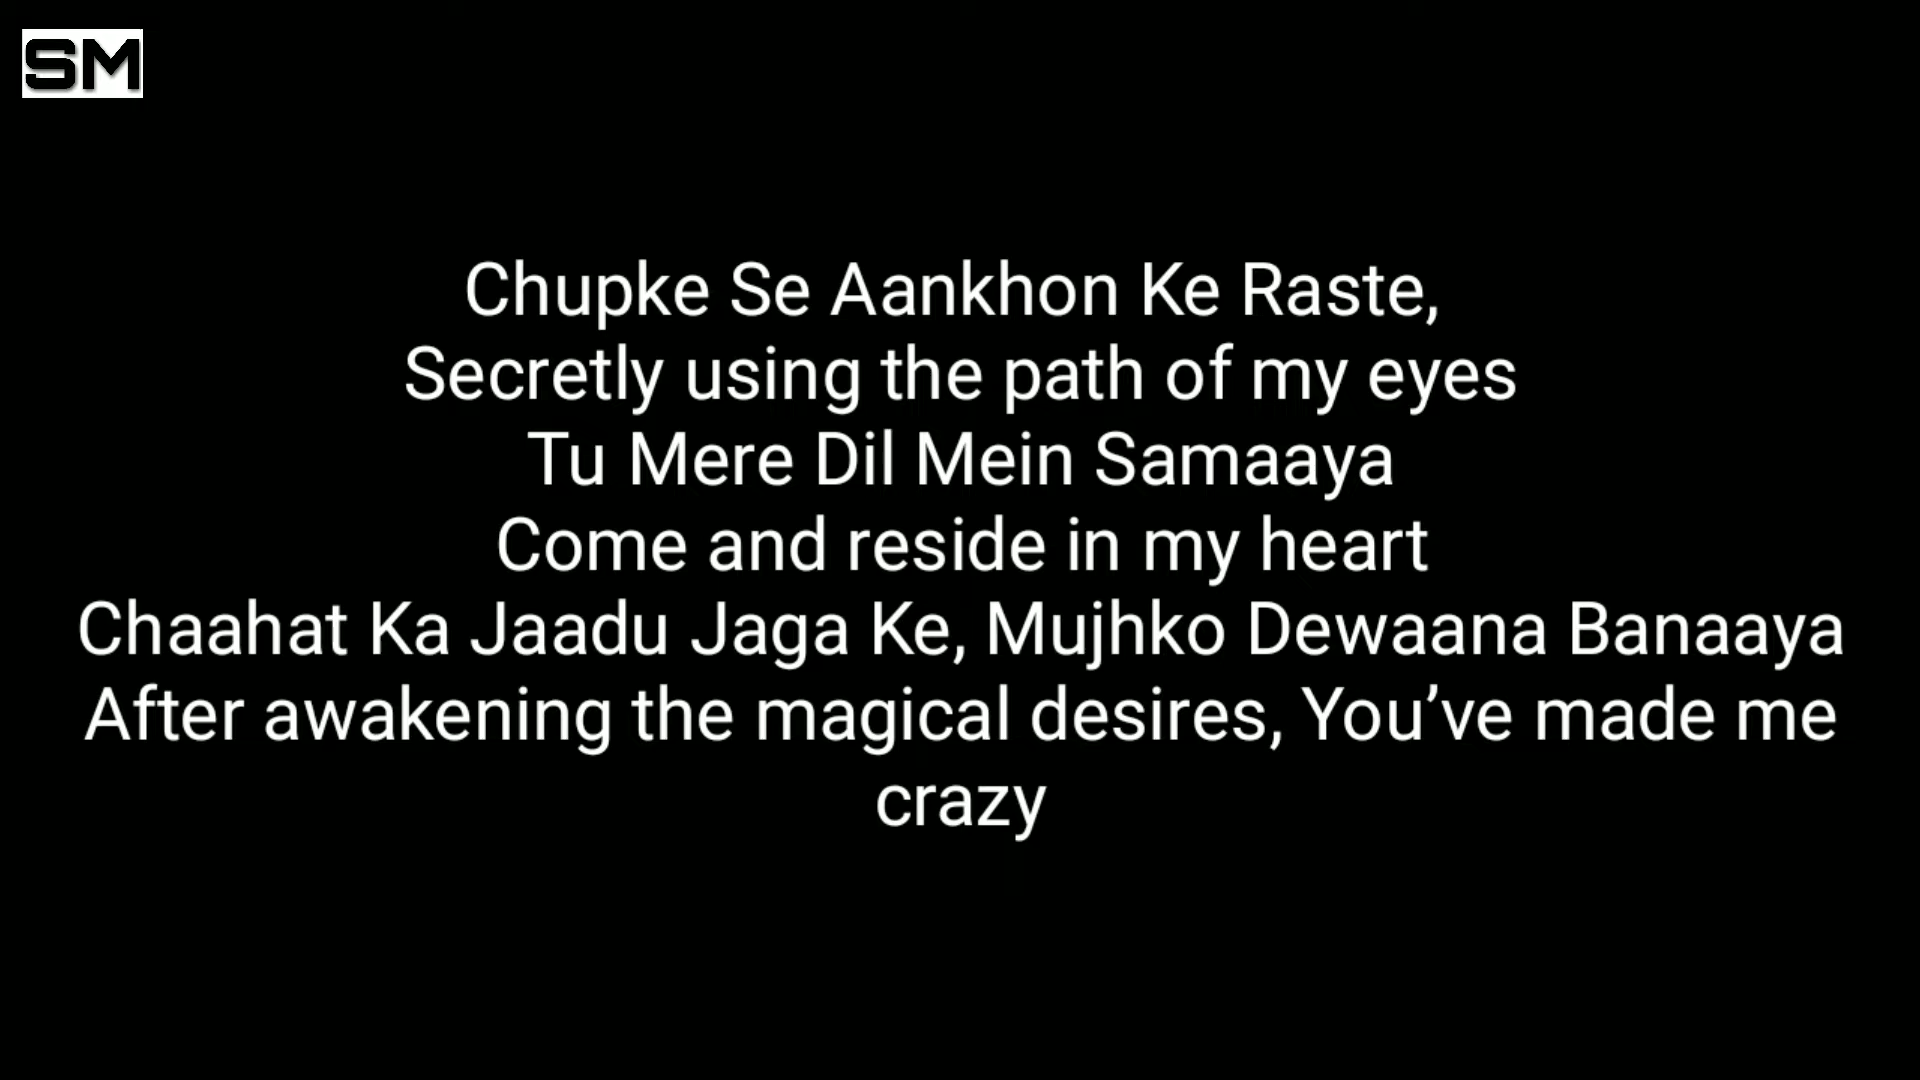 SM
Chupke Se Aankhon Ke Raste,
Secretly using the path of my eyes
Tu Mere Dil Mein Samaaya
Come and reside in my heart
Chaahat Ka Jaadu Jaga Ke, Mujhko Dewaana Banaaya
After awakening the magical desires, You’ve made me
crazy